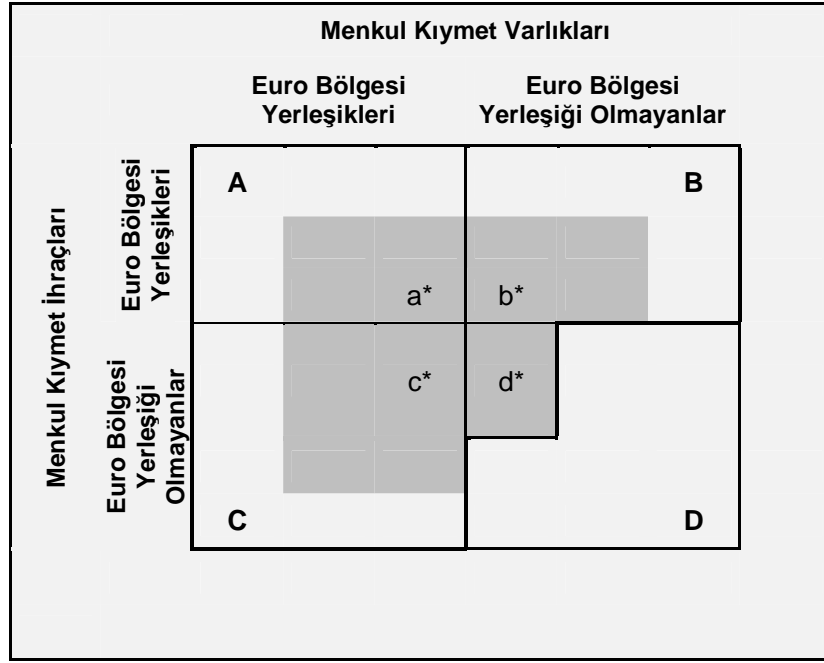 Menkul Kıymet Varlıkları
Euro Bölgesi
Yerleşikleri
Euro Bölgesi
Yerleşiği Olmayanlar
Menkul Kıymet İhraçları
Euro Bölgesi
Yerleşikleri
A
B
a*
b*
Euro Bölgesi
Yerleşiği
Olmayanlar
c*
d*
C
D